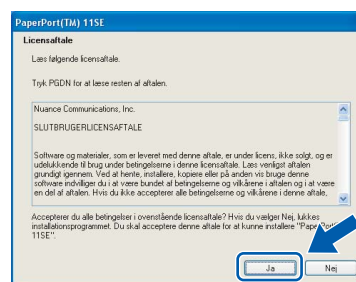 PaperPort(TM) 11SE
Licensaftale
Læs følgende licensaftale.
Tryk PGDN for at læse resten af aftalen.
Nuance Communications, Inc.
SLUTBRUGERLICENSAFTALE
Software og materialer, som er leveret med denne aftale, er under licens, ikke solgt, og er
udelukkende til brug under betingelserne i denne licensaftale. Læs venligst aftalen
grundigt igennem. Ved at hente, installere, kopiere eller på anden vis bruge denne
software indvilliger du i at være bundet af betingelserne og vilkårene i aftalen og i at være
en del af aftalen. Hvis du ikke accepterer alle betingelser og vilkårene i denne aftale,
Accepterer du alle betingelser i ovenstående licensaftale? Hvis du vælger Nej, lukkes
installationsprogrammet. Du skal acceptere denne aftale for at kunne installere "PaperPort
11SE".
Ja
Nej